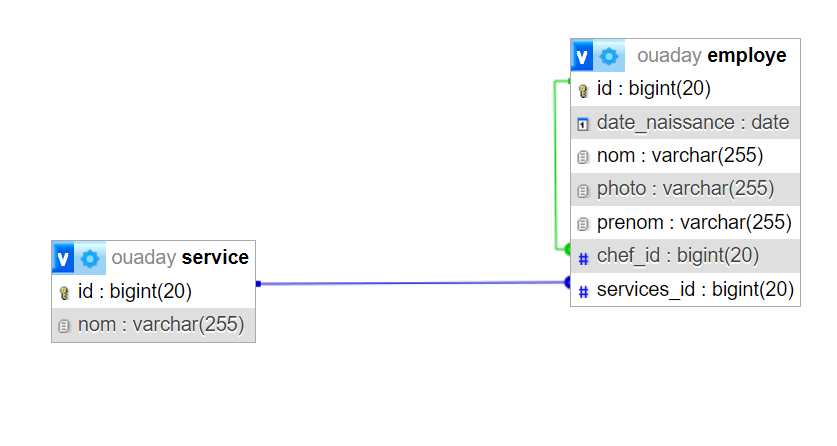 v ouaday employe
id : bigint(20)
date_naissance : date
nom : varchar(255)
photo : varchar(255)
prenom : varchar(255)
# chef_id : bigint(20)
# services_id : bigint(20)
v ouaday service
id : bigint(20)
nom : varchar(255)